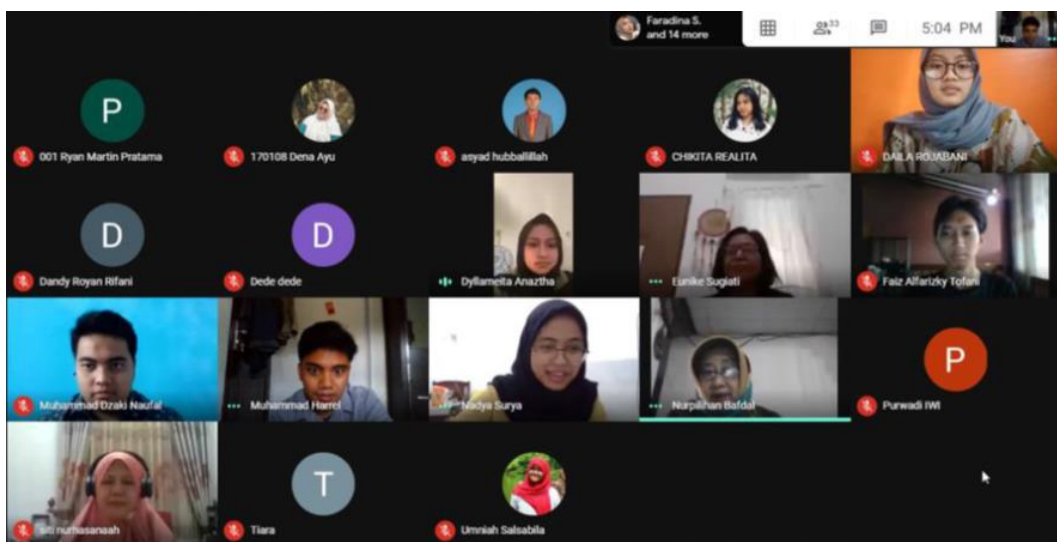 Faradina S.
and 14 more
33
5:04 PM
You
P
001 Ryan Martin Pratama
170108 Dena Ayu
asyad hubballillah
CHIKITA REALITA
DAILA ROJABANI
D
Dandy Royan Rifani
D
Dede dede
Dyllameita Anaztha
Eunike Sugiati
Faiz Alfarizky Tofani
Muhammad Dzaki Naufal
Muhammad Harrel
Nadya Surya
Nurpilihan Bafdal
P
Purwadi IWI
siti nurhasanaah
T
Tiara
Umniah Salsabila